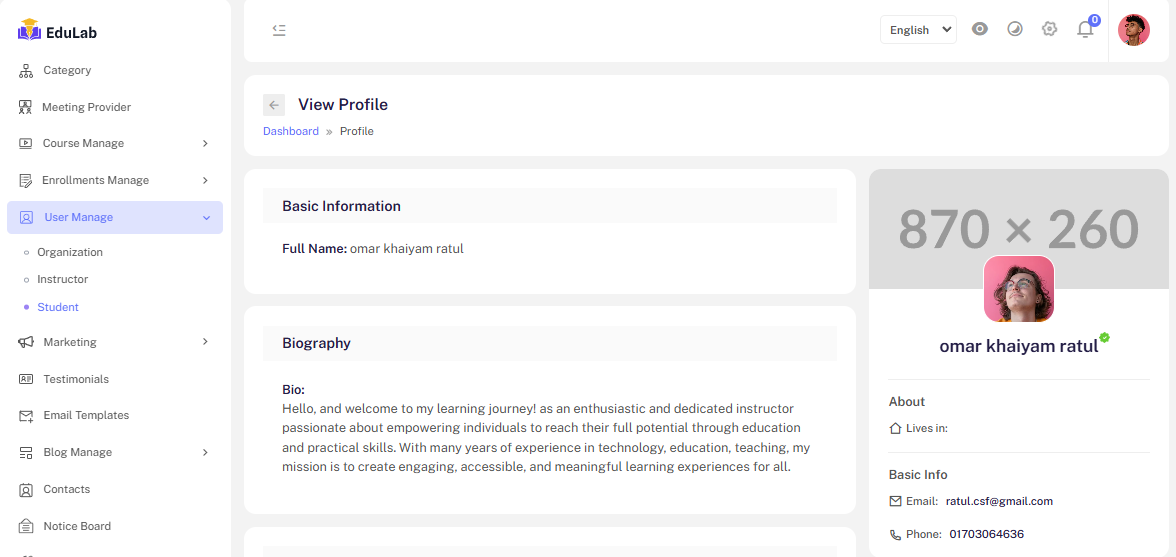 EduLab
Category
Meeting Provider
Course Manage
Enrollments Manage
User Manage
Organization
Instructor
Student
Marketing
Testimonials
Email Templates
Blog Manage
Contacts
Notice Board
English
0
View Profile
Dashboard » Profile
Basic Information
Full Name: omar khaiyam ratul
Biography
Bio:
Hello, and welcome to my learning journey! as an enthusiastic and dedicated instructor
passionate about empowering individuals to reach their full potential through education
and practical skills. With many years of experience in technology, education, teaching, my
mission is to create engaging, accessible, and meaningful learning experiences for all.
870 × 260
omar khaiyam ratul
About
Lives in:
Basic Info
Email: ratul.csf@gmail.com
Phone: 01703064636